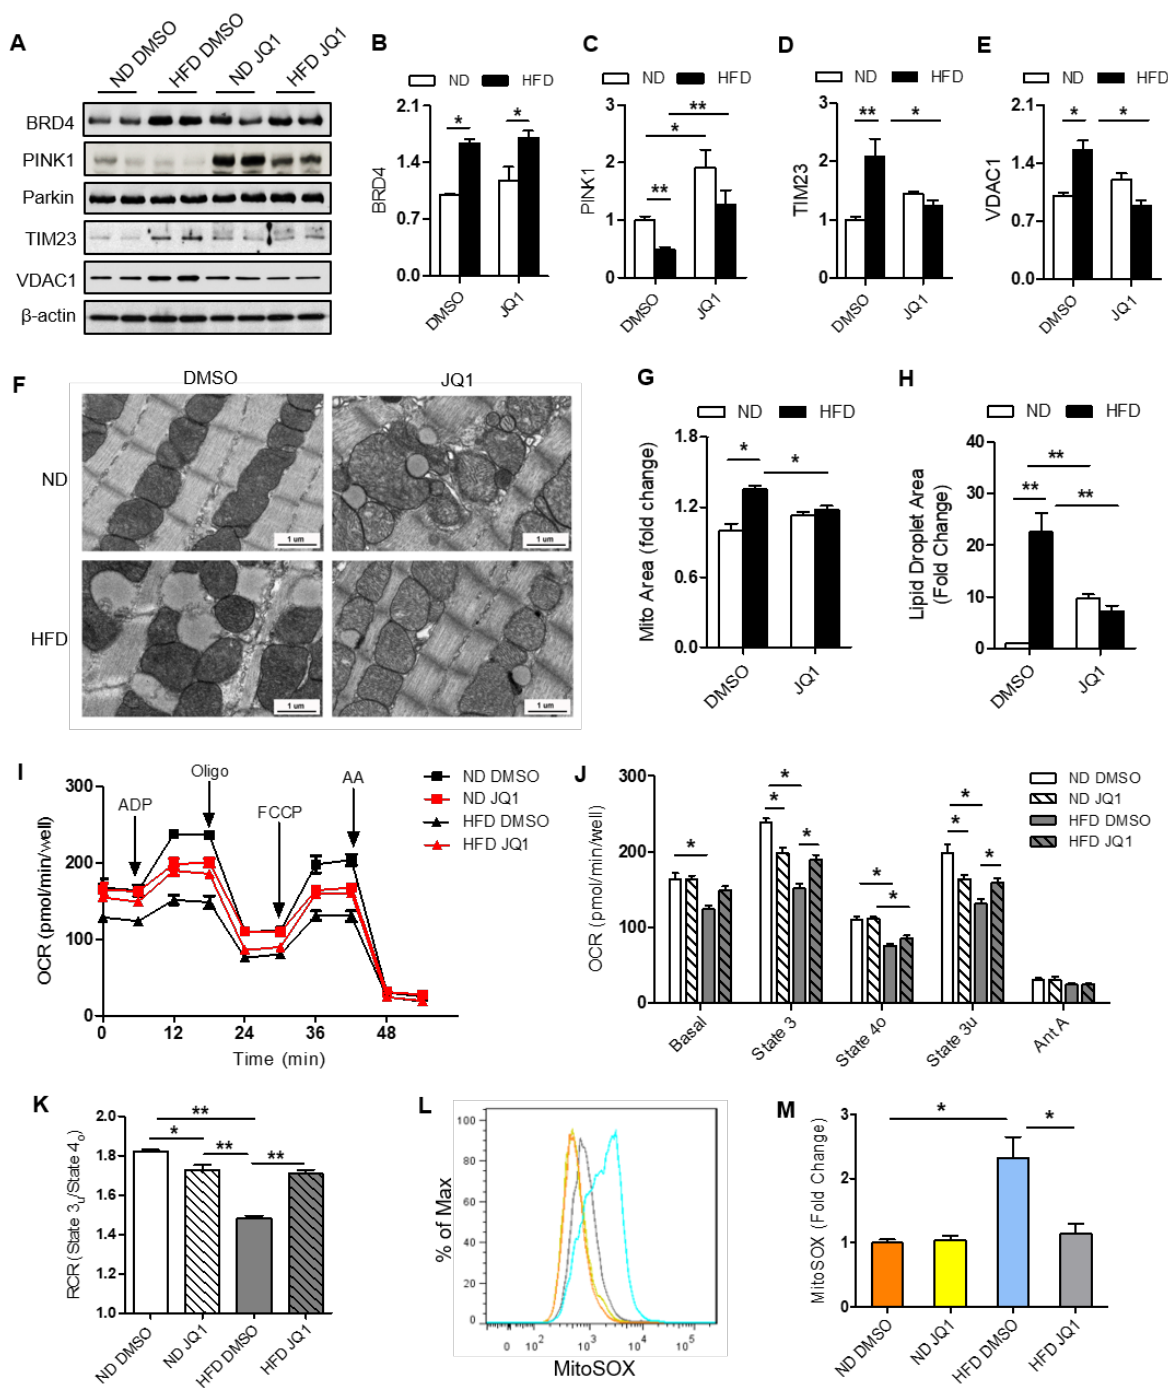 A
ND DMSO
HFD DMSO
ND JQ1
HFD JQ1
BRD4
PINK1
Parkin
TIM23
VDAC1
β-actin
B
ND HFD
BRD4
2.1
1.4
0.7
0.0
*
*
DMSO
JQ1
C
ND HFD
PINK1
3
2
1
0
**
*
**
DMSO
JQ1
D
ND HFD
TIM23
3
2
1
0
**
*
DMSO
JQ1
E
ND HFD
VDAC1
2.1
1.4
0.7
0.0
*
*
DMSO
JQ1
F
DMSO
JQ1
ND
HFD
1 um
1 um
1 um
1 um
G
ND HFD
Mito Area (fold change)
1.8
1.2
0.6
0.0
*
*
DMSO
JQ1
H
ND HFD
Lipid Droplet Area
(Fold Change)
40
30
20
10
0
**
**
**
DMSO
JQ1
I
OCR (pmol/min/well)
300
200
100
0
ADP
Oligo
FCCP
AA
ND DMSO
ND JQ1
HFD DMSO
HFD JQ1
0 12 24 36 48
Time (min)
J
OCR (pmol/min/well)
300
200
100
0
ND DMSO
ND JQ1
HFD DMSO
HFD JQ1
*
*
*
*
*
*
*
*
*
Basal
State 3
State 4o
State 3u
Ant A
K
RCR (State 3u/State 4o)
2.0
1.8
1.6
1.4
1.2
1.0
**
*
**
**
ND DMSO
ND JQ1
HFD DMSO
HFD JQ1
L
% of Max
100
80
60
40
20
0
0 10² 10³ 10⁴ 10⁵
MitoSOX
M
MitoSOX (Fold Change)
3
2
1
0
*
*
ND DMSO
ND JQ1
HFD DMSO
HFD JQ1